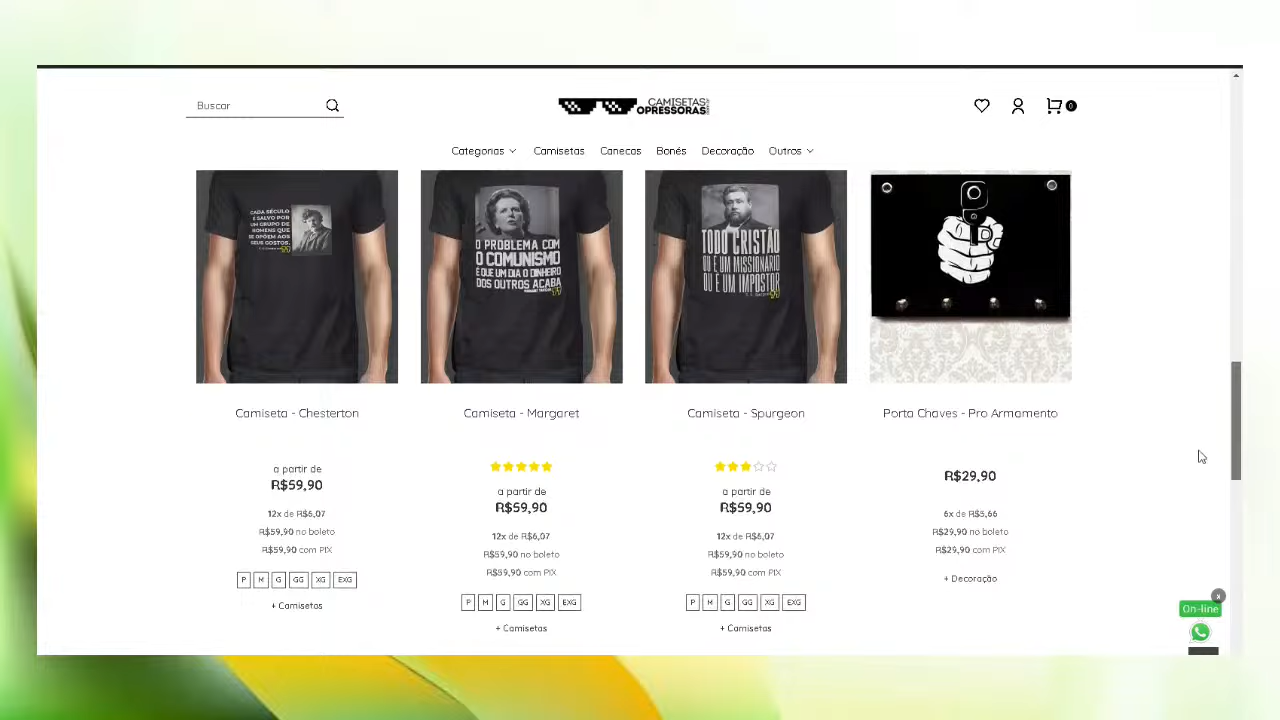 Buscar
CAMISETAS
OPRESSORAS
0
Categorias
Camisetas
Canecas
Bonés
Decoração
Outros
CADA SÉCULO
É SALVO POR
UM GRUPO DE
HOMENS QUE
SE OPÕEM AOS
SEUS GOSTOS.
O PROBLEMA COM
O COMUNISMO
É QUE UM DIA O DINHEIRO
DOS OUTROS ACABA
TODO CRISTÃO
OU É UM MISSIONÁRIO
OU É UM IMPOSTOR
Camiseta - Chesterton
Camiseta - Margaret
Camiseta - Spurgeon
Porta Chaves - Pro Armamento
a partir de
R$59,90
12x de R$6,07
R$59,90 no boleto
R$59,90 com PIX
P M G GG XG EXG
+ Camisetas
a partir de
R$59,90
12x de R$6,07
R$59,90 no boleto
R$59,90 com PIX
P M G GG XG EXG
+ Camisetas
a partir de
R$59,90
12x de R$6,07
R$59,90 no boleto
R$59,90 com PIX
P M G GG XG EXG
+ Camisetas
R$29,90
6x de R$5,66
R$29,90 no boleto
R$29,90 com PIX
+ Decoração
x
On-line